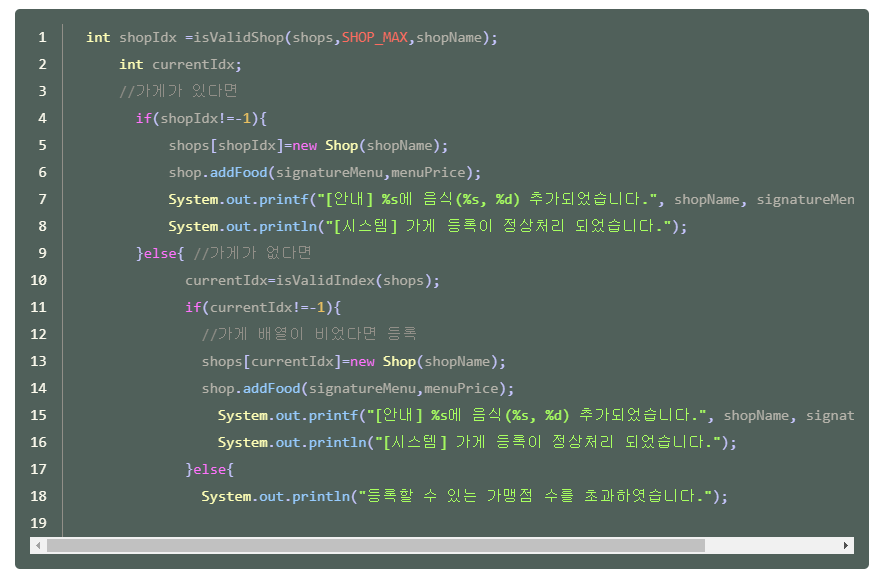 1 int shopIdx =isValidShop(shops,SHOP_MAX,shopName);
2 int currentIdx;
3 //가게가 있다면
4 if(shopIdx!=-1){
5 shops[shopIdx]=new Shop(shopName);
6 shop.addFood(signatureMenu,menuPrice);
7 System.out.printf("[안내] %s에 음식(%s, %d) 추가되었습니다.", shopName, signatureMen
8 System.out.println("[시스템] 가게 등록이 정상처리 되었습니다.");
9 }else{ //가게가 없다면
10 currentIdx=isValidIndex(shops);
11 if(currentIdx!=-1){
12 //가게 배열이 비었다면 등록
13 shops[currentIdx]=new Shop(shopName);
14 shop.addFood(signatureMenu,menuPrice);
15 System.out.printf("[안내] %s에 음식(%s, %d) 추가되었습니다.", shopName, signat
16 System.out.println("[시스템] 가게 등록이 정상처리 되었습니다.");
17 }else{
18 System.out.println("등록할 수 있는 가맹점 수를 초과하엿습니다.");
19